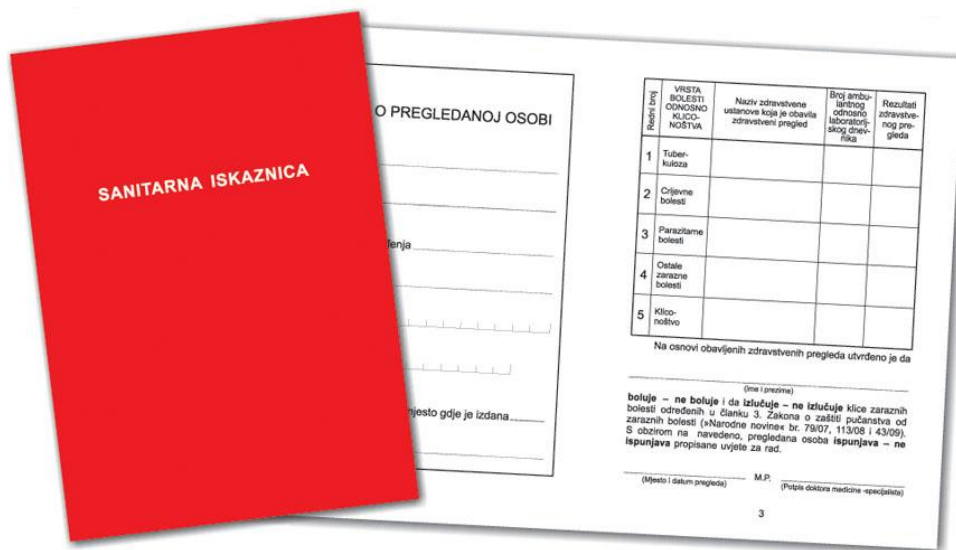 SANITARNA ISKAZNICA
O PREGLEDANOJ OSOBI
mjesto gdje je izdana
Redni broj
VRSTA
BOLESTI
ODNOSNO
KLICO-
NOŠTVA
Naziv zdravstvene
ustanove koja je obavila
zdravstveni pregled
Broj ambu-
lantnog
odnosno
laboratorij-
skog dnev-
nika
Rezultati
zdravstve-
nog pre-
gleda
1
Tuber-
kuloza
2
Crijevne
bolesti
3
Parazitarne
bolesti
4
Ostale
zarazne
bolesti
5
Klico-
noštvo
Na osnovi obavljenih zdravstvenih pregleda utvrđeno je da
(Ime i prezime)
boluje – ne boluje i da izlučuje – ne izlučuje klice zaraznih
bolesti određenih u članku 3. Zakona o zaštiti pučanstva od
zaraznih bolesti (»Narodne novine« br. 79/07, 113/08 i 43/09).
S obzirom na navedeno, pregledana osoba ispunjava – ne
ispunjava propisane uvjete za rad.
(Mjesto i datum pregleda)
M.P.
(Potpis doktora medicine -specijalista)
3